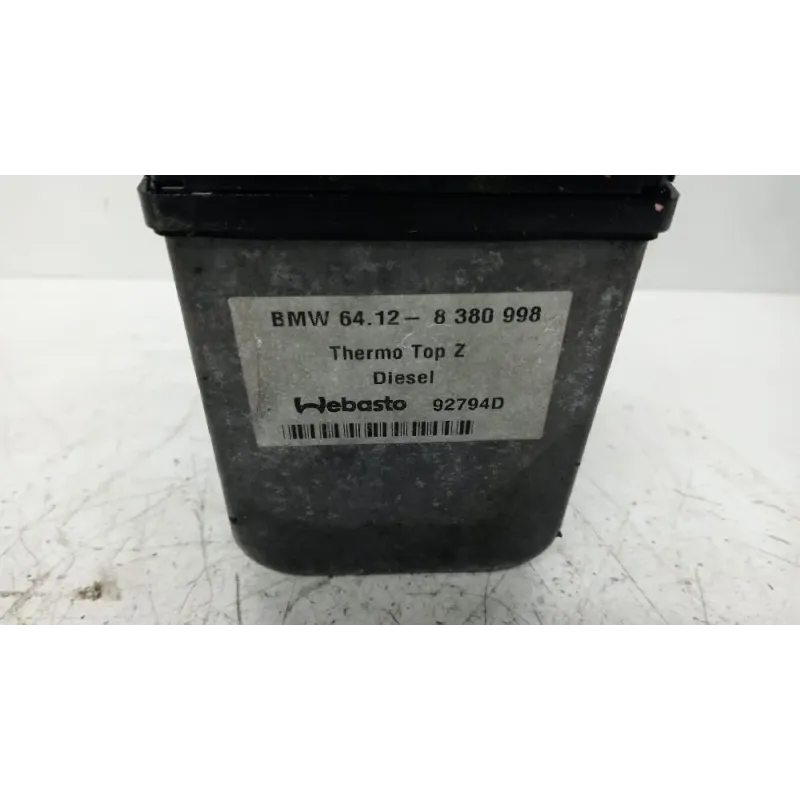 BMW 64.12– 8 380 998
Thermo Top Z
Diesel
Webasto 92794D